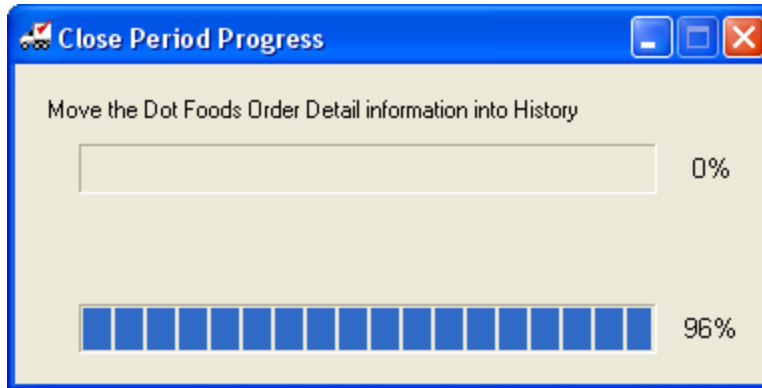 Close Period Progress
Move the Dot Foods Order Detail information into History
0%
96%